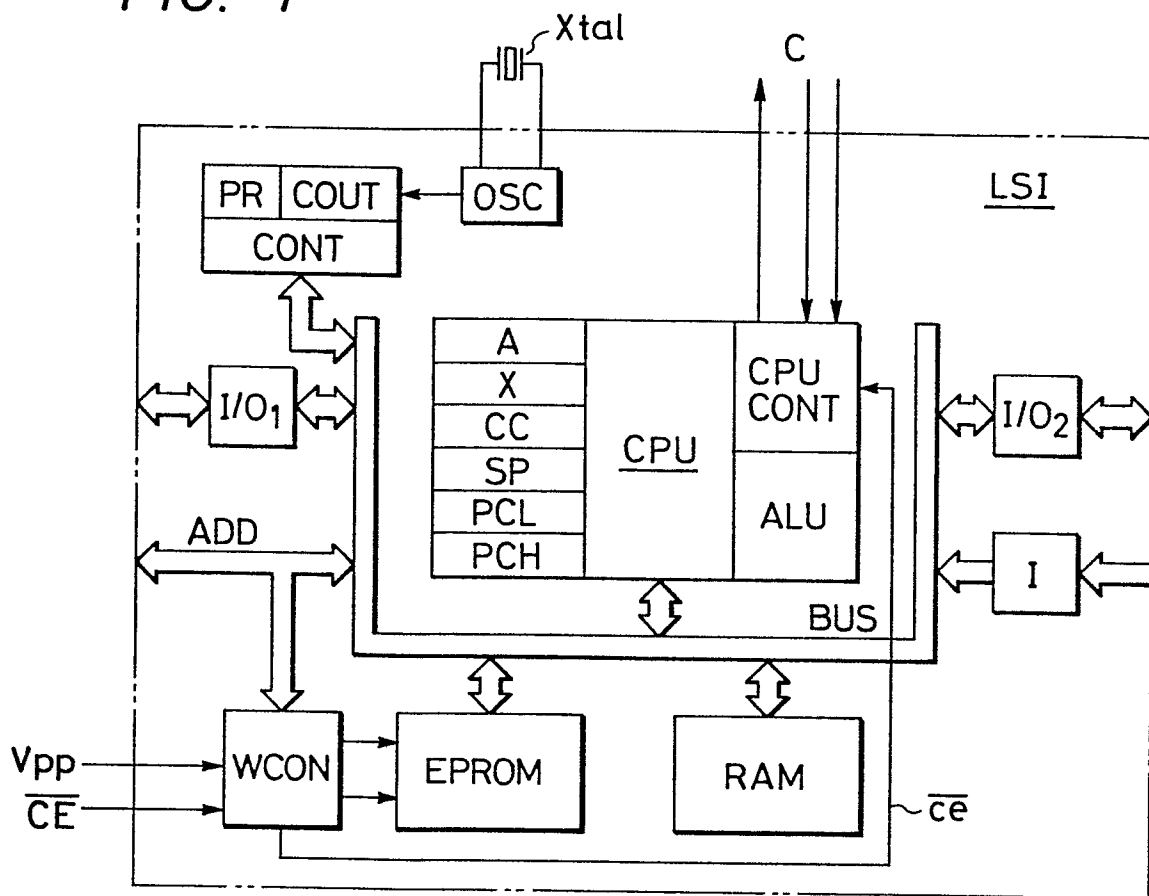 Xtal
C
LSI
PR
COUT
OSC
CONT
A
X
CC
SP
PCL
PCH
CPU
CPU
CONT
ALU
I/O1
I/O2
ADD
I
BUS
Vpp
CE
WCON
EPROM
RAM
ce